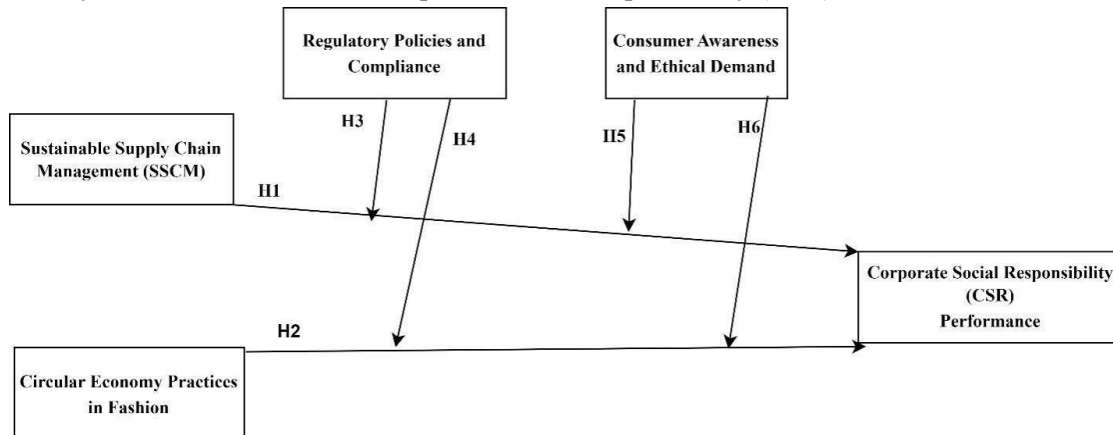 Regulatory Policies and
Compliance
Consumer Awareness
and Ethical Demand
H3
H4
II5
H6
Sustainable Supply Chain
Management (SSCM)
H1
Corporate Social Responsibility
(CSR)
Performance
H2
Circular Economy Practices
in Fashion